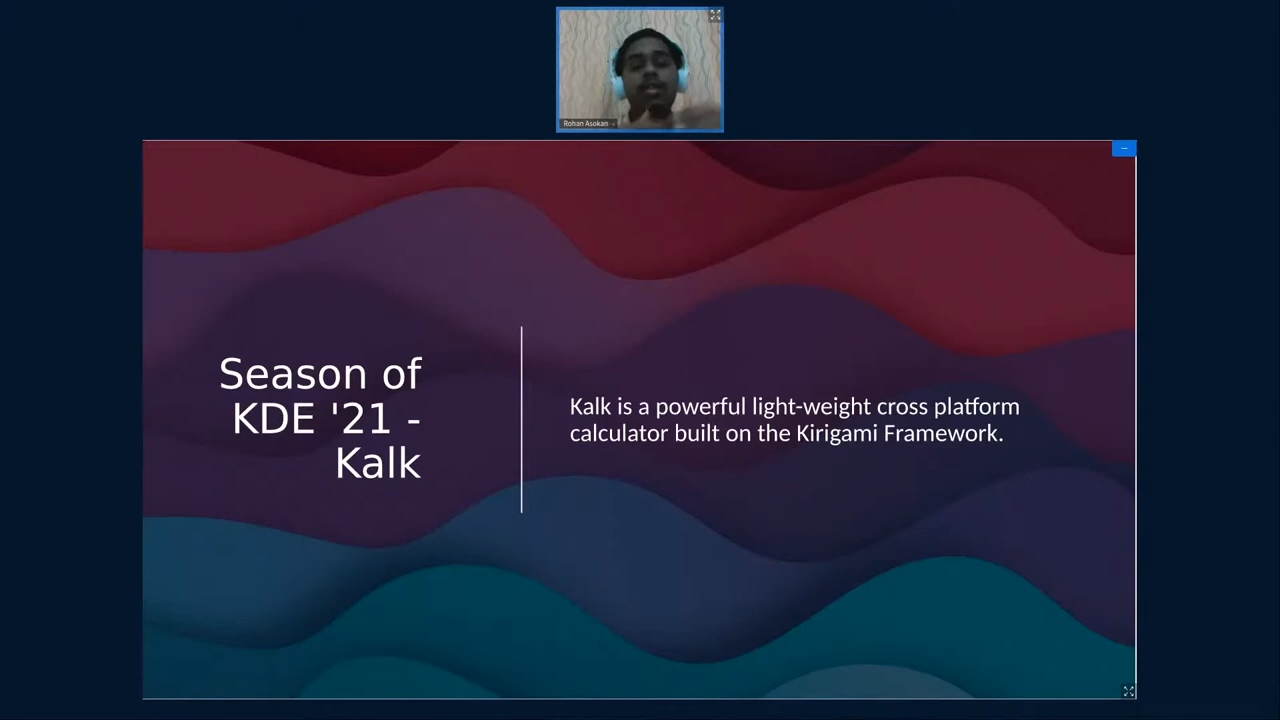 Rohan Asokan
Season of
KDE '21 -
Kalk
Kalk is a powerful light-weight cross platform
calculator built on the Kirigami Framework.